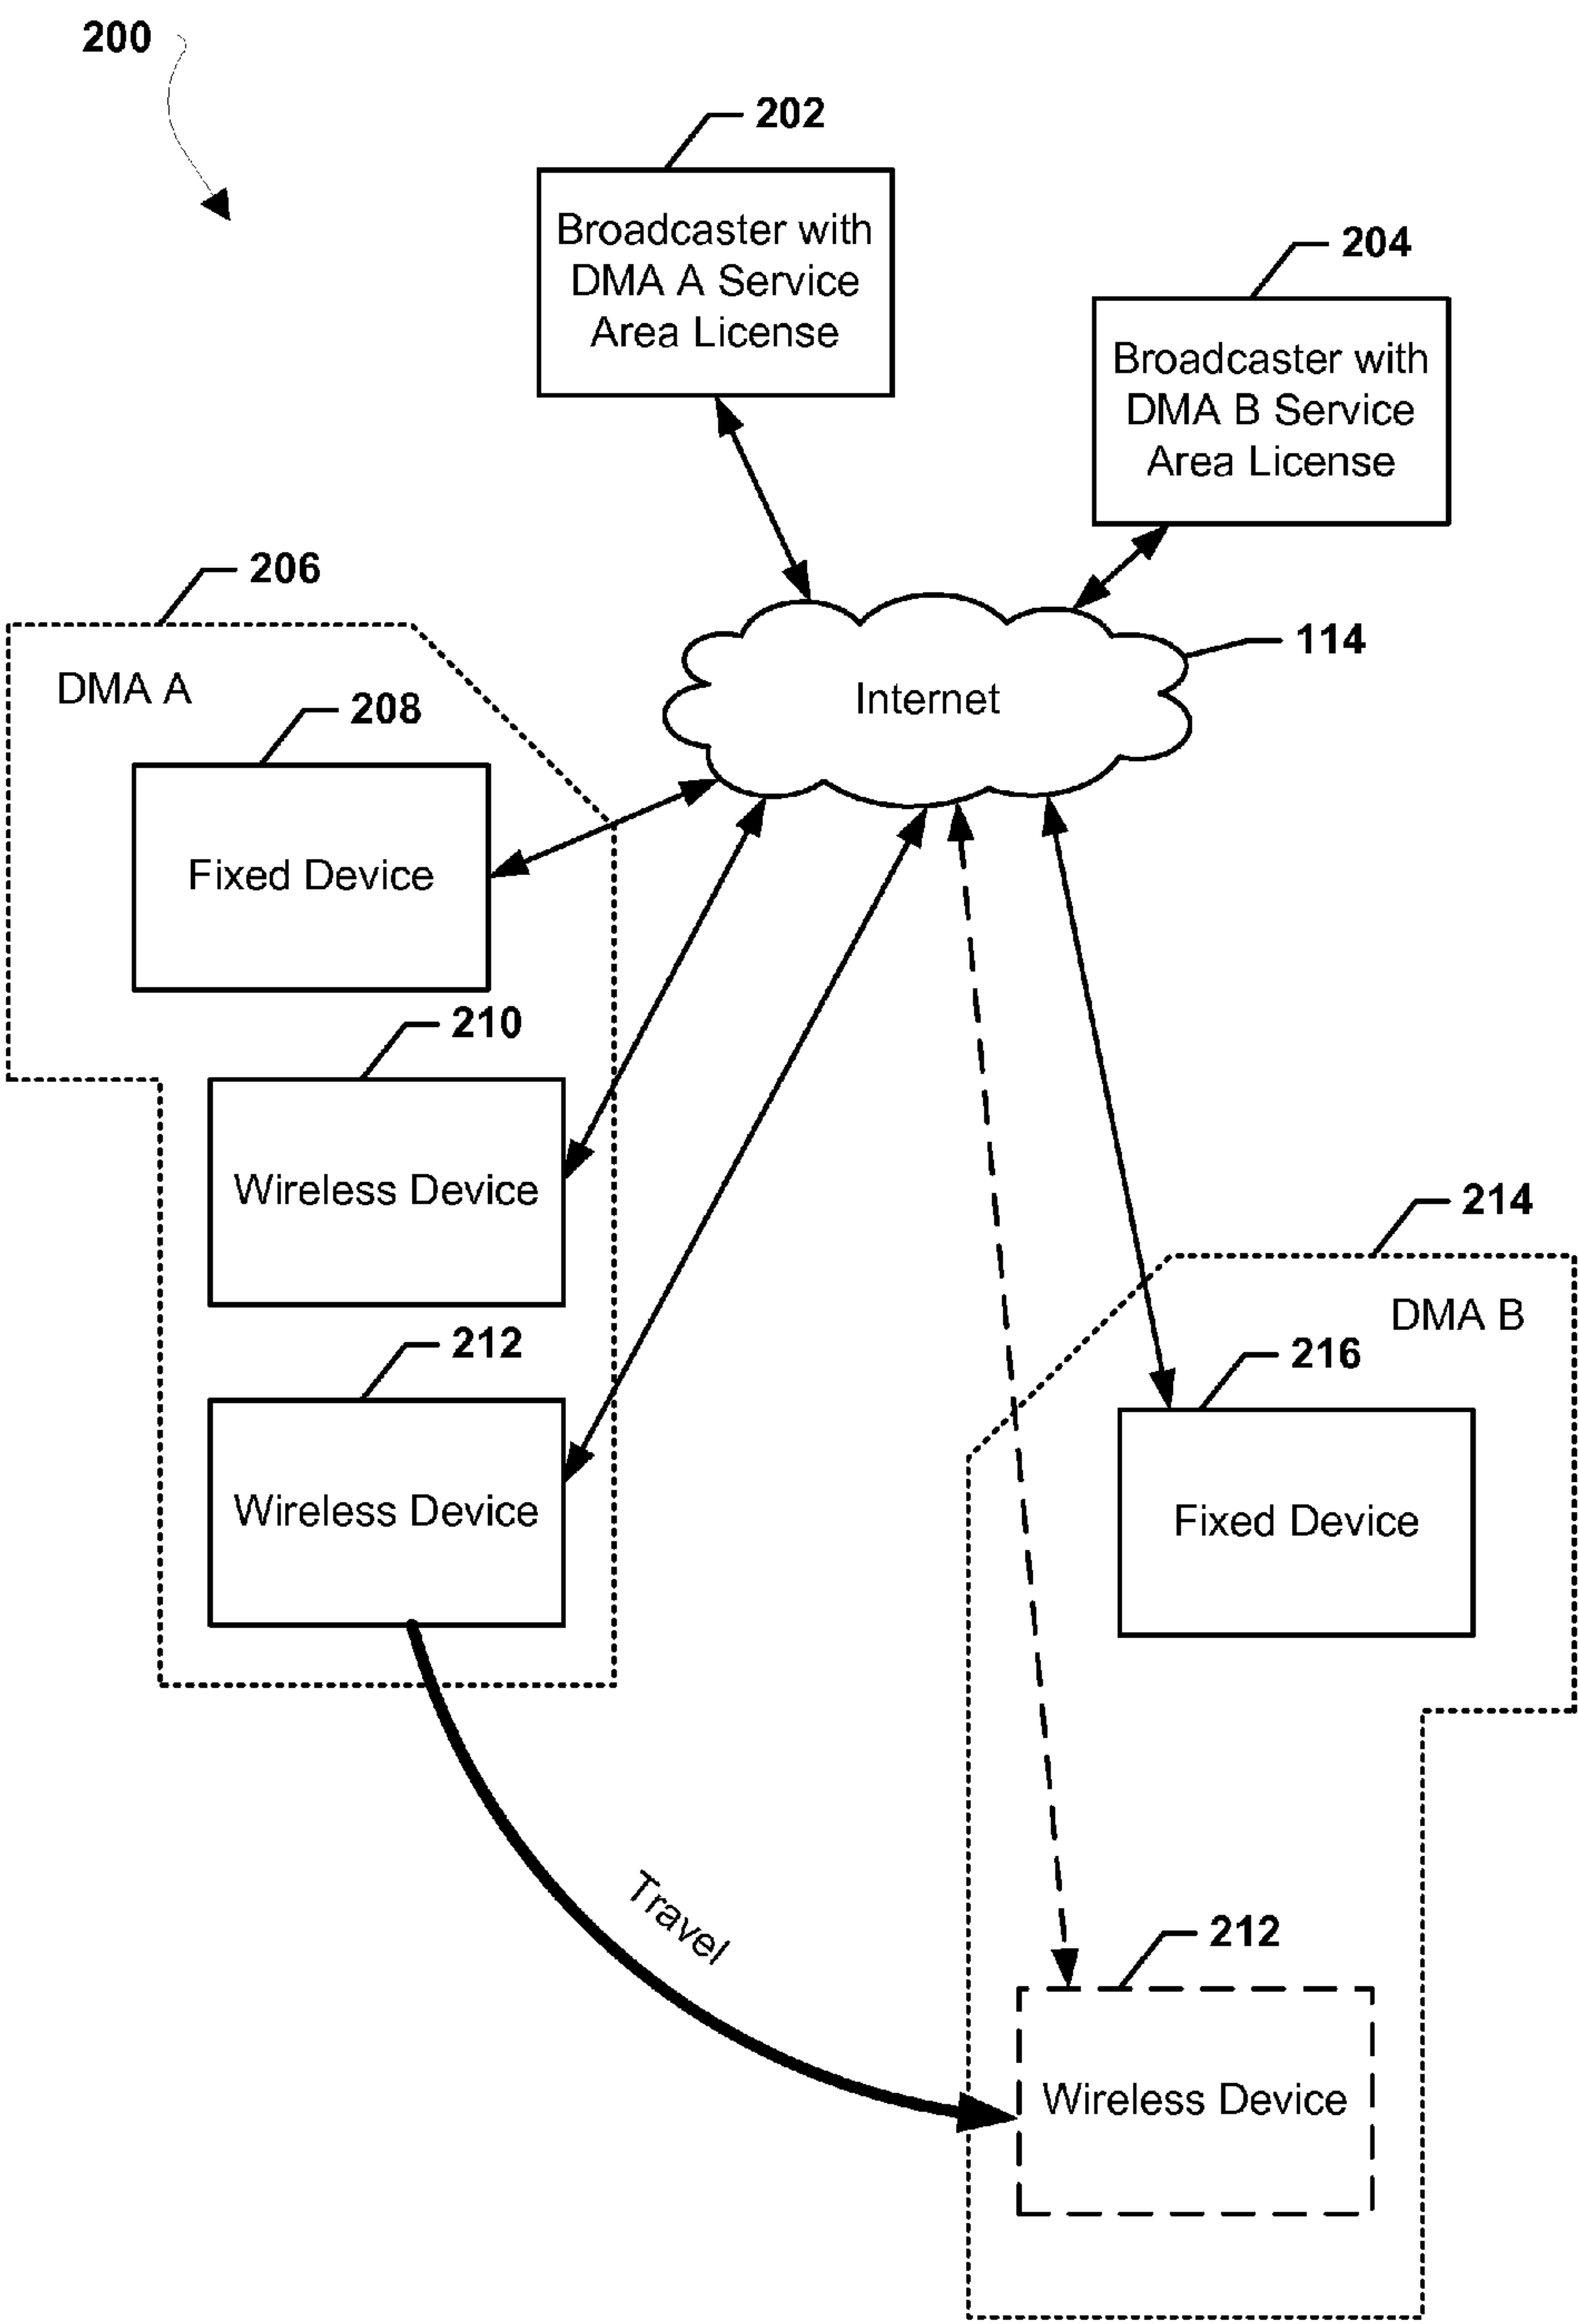 200
202
Broadcaster with
DMA A Service
Area License
204
Broadcaster with
DMA B Service
Area License
206
114
DMA A
Internet
208
Fixed Device
210
Wireless Device
214
DMA B
212
216
Wireless Device
Fixed Device
Travel
212
Wireless Device